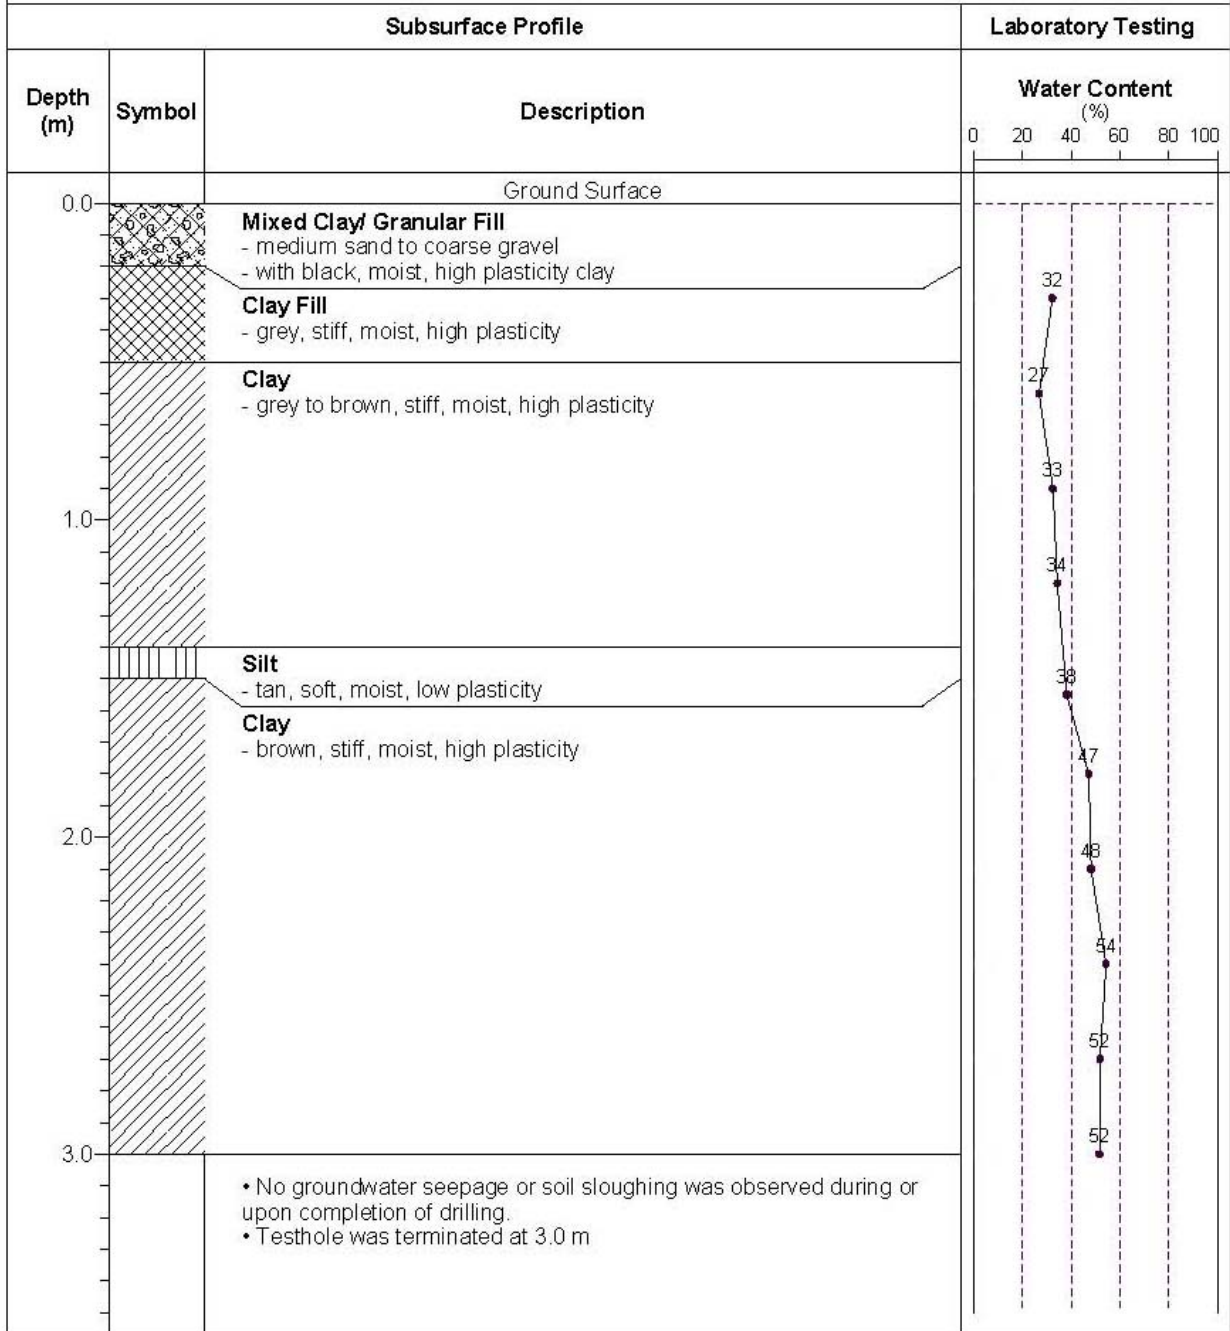 Subsurface Profile
Laboratory Testing
Depth
(m)
Symbol
Description
Water Content
(%)
0 20 40 60 80 100
Ground Surface
0.0
Mixed Clay/ Granular Fill
- medium sand to coarse gravel
- with black, moist, high plasticity clay
32
Clay Fill
- grey, stiff, moist, high plasticity
Clay
27
- grey to brown, stiff, moist, high plasticity
33
1.0
34
Silt
- tan, soft, moist, low plasticity
38
Clay
- brown, stiff, moist, high plasticity
47
2.0
48
54
52
52
3.0
• No groundwater seepage or soil sloughing was observed during or
upon completion of drilling.
• Testhole was terminated at 3.0 m